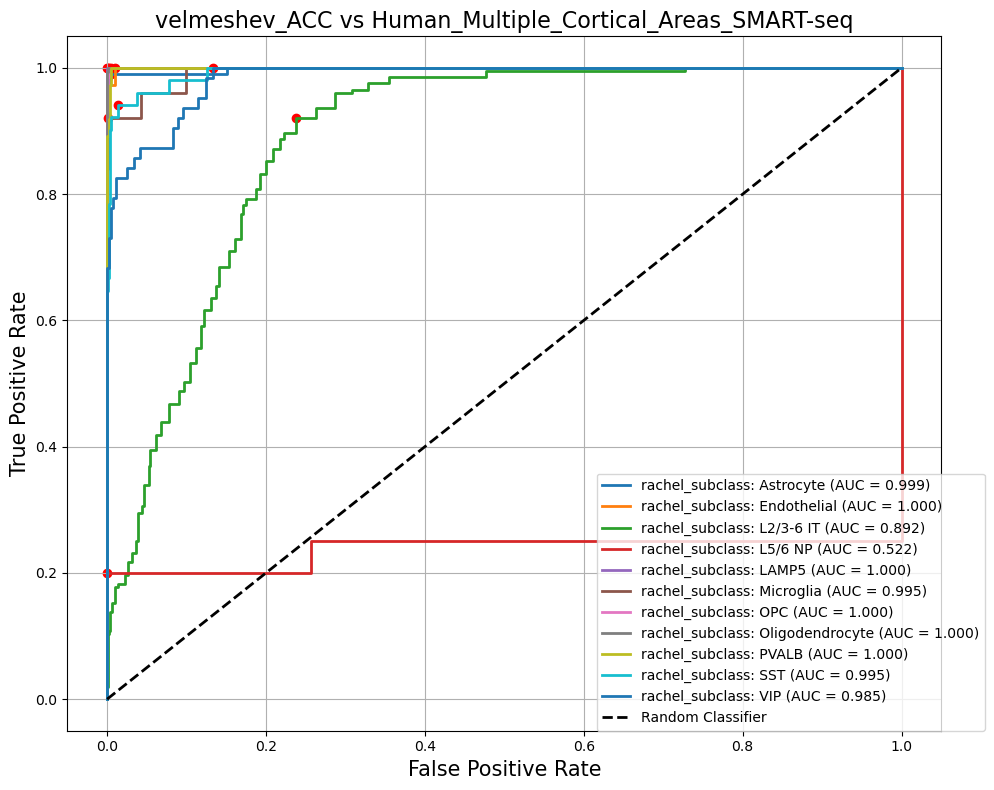 velmeshev_ACC vs Human_Multiple_Cortical_Areas_SMART-seq
True Positive Rate
1.0
0.8
0.6
0.4
0.2
0.0
rachel_subclass: Astrocyte (AUC = 0.999)
rachel_subclass: Endothelial (AUC = 1.000)
rachel_subclass: L2/3-6 IT (AUC = 0.892)
rachel_subclass: L5/6 NP (AUC = 0.522)
rachel_subclass: LAMP5 (AUC = 1.000)
rachel_subclass: Microglia (AUC = 0.995)
rachel_subclass: OPC (AUC = 1.000)
rachel_subclass: Oligodendrocyte (AUC = 1.000)
rachel_subclass: PVALB (AUC = 1.000)
rachel_subclass: SST (AUC = 0.995)
rachel_subclass: VIP (AUC = 0.985)
Random Classifier
0.0 0.2 0.4 0.6 0.8 1.0
False Positive Rate